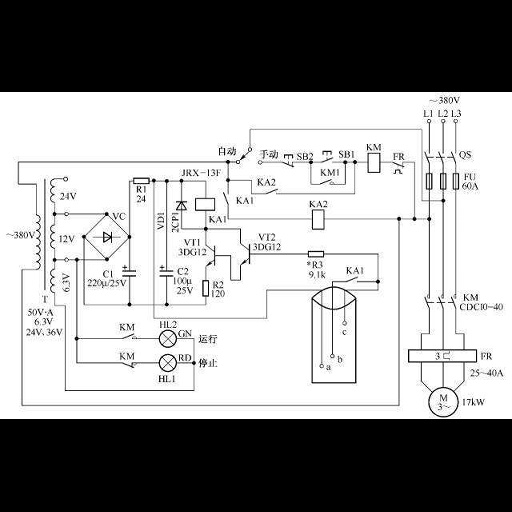 ~380V
L1 L2 L3
自动
手动
SB2
SB1
KM
FR
QS
JRX-13F
KA2
KM1
FU
60A
24V
R1
24
KA1
KA1
KA2
~380V
12V
VC
VD1
2CP1
VT1
3DG12
VT2
3DG12
6.3V
C1
220μ/25V
C2
100μ
25V
R2
120
*R3
9.1k
KA1
T
50V·A
6.3V
24V, 36V
KM
HL2
GN
运行
KM
RD
停止
HL1
a
b
c
KM
CDC10-40
3
FR
25~40A
M
3~
17kW